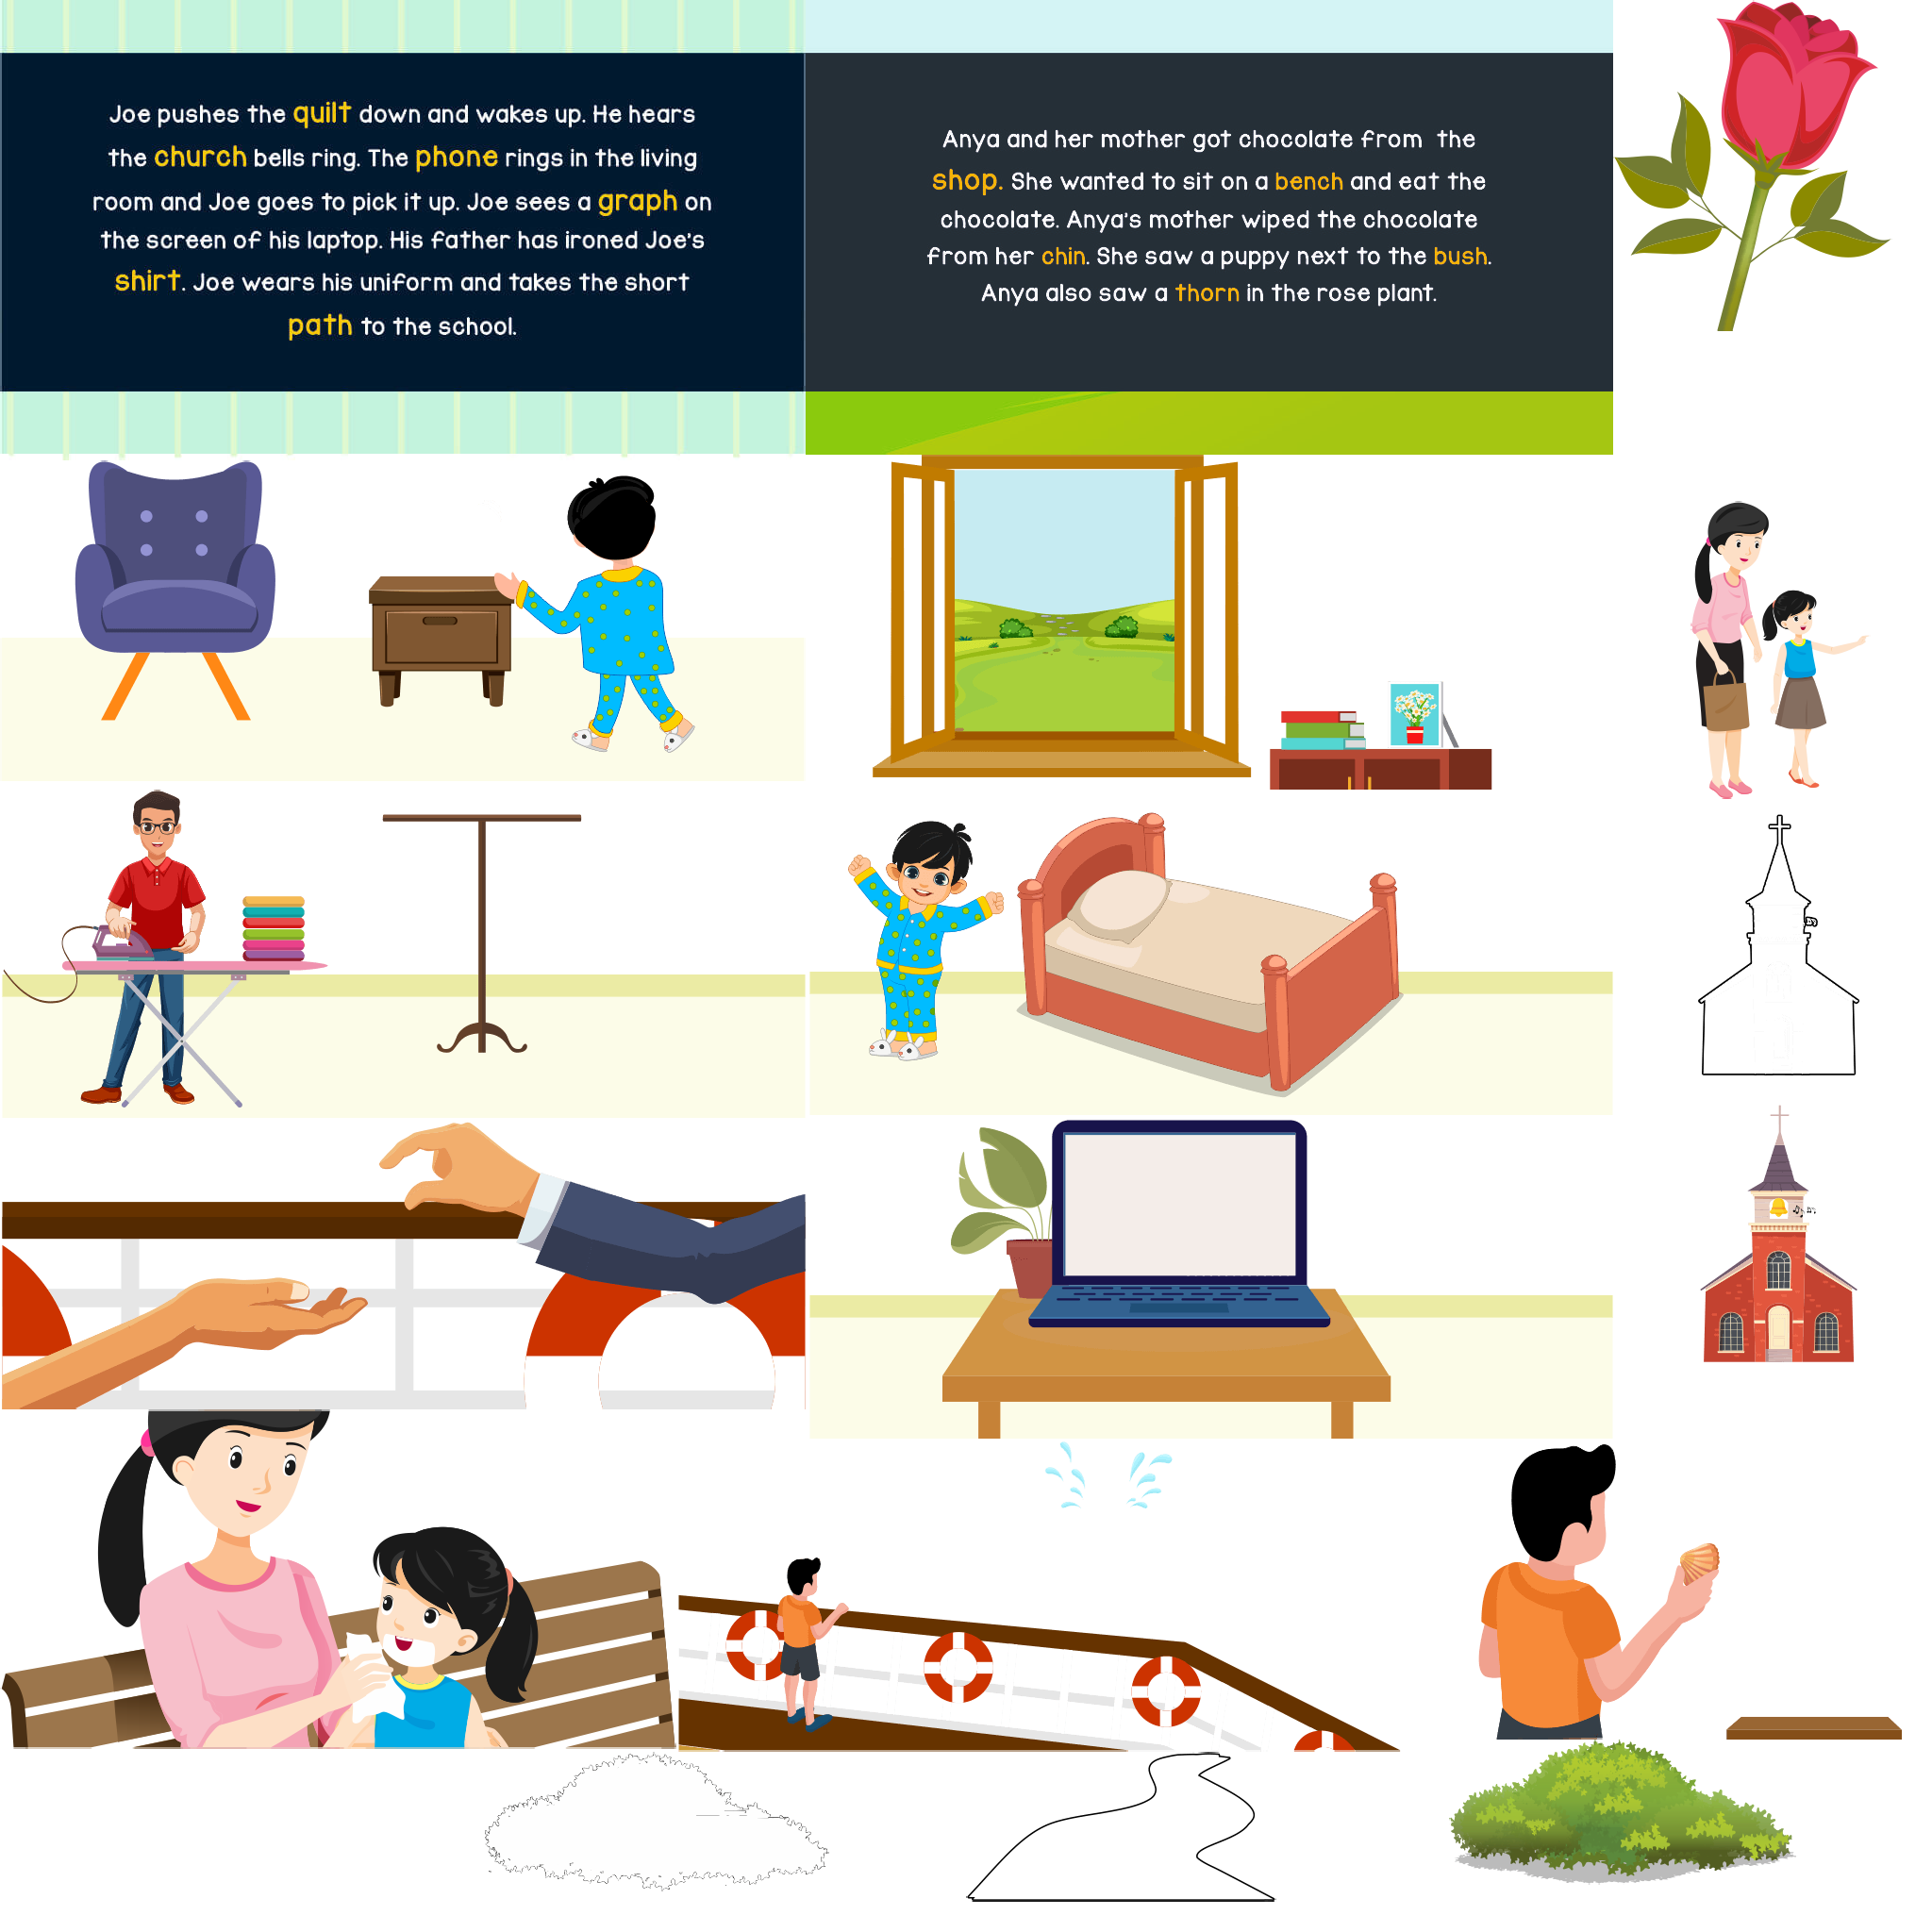 Joe pushes the quilt down and wakes up. He hears
the church bells ring. The phone rings in the living
room and Joe goes to pick it up. Joe sees a graph on
the screen of his laptop. His father has ironed Joe's
shirt. Joe wears his uniform and takes the short
path to the school.
Anya and her mother got chocolate from the
shop. She wanted to sit on a bench and eat the
chocolate. Anya's mother wiped the chocolate
from her chin. She saw a puppy next to the bush.
Anya also saw a thorn in the rose plant.